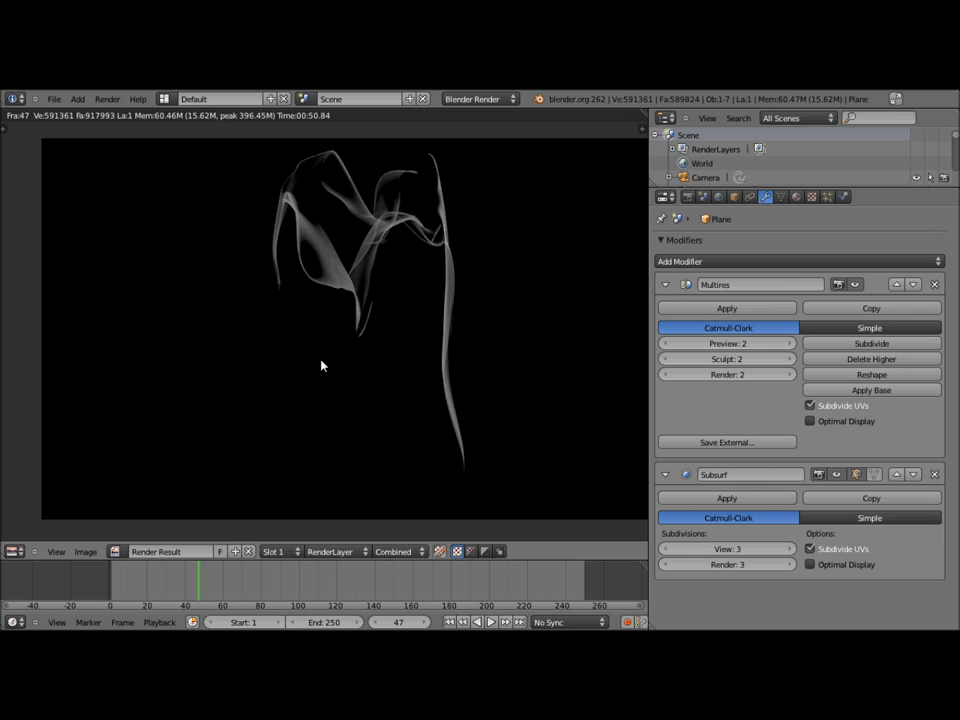 File Add Render Help Default Scene Blender Render blender.org 262 | Ve:591361 | Fa:589824 | Ob:1-7 | La:1 | Mem:60.47M (15.62M) | Plane
Fra:47 Ve:591361 Fa:917993 La:1 Mem:60.46M (15.62M, peak 396.45M) Time:00:50.84
View Search All Scenes
Scene
RenderLayers |
World
Camera
Plane
Modifiers
Add Modifier
Multires
Apply Copy
Catmull-Clark Simple
Preview: 2 Subdivide
Sculpt: 2 Delete Higher
Render: 2 Reshape
Apply Base
Subdivide UVs
Optimal Display
Save External...
Subsurf
Apply Copy
Catmull-Clark Simple
Subdivisions: Options:
View: 3 Subdivide UVs
Render: 3 Optimal Display
View Image Render Result F Slot 1 RenderLayer Combined
-40 -20 0 20 40 60 80 100 120 140 160 180 200 220 240 260
View Marker Frame Playback Start: 1 End: 250 47 No Sync